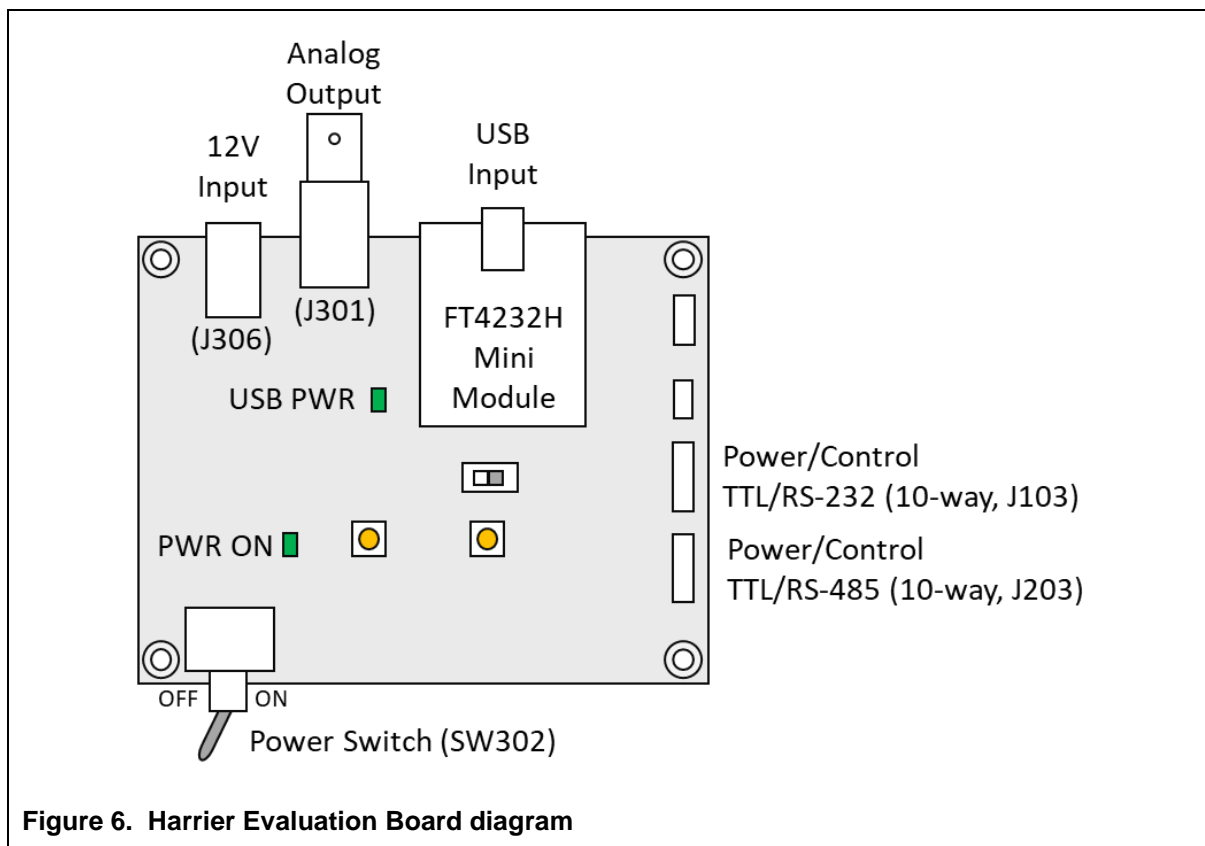 Analog
Output
12V
Input
USB
Input
(J301)
(J306)
FT4232H
Mini
Module
USB PWR
Power/Control
TTL/RS-232 (10-way, J103)
PWR ON
Power/Control
TTL/RS-485 (10-way, J203)
OFF ON
Power Switch (SW302)
Figure 6. Harrier Evaluation Board diagram